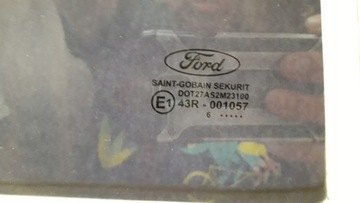 Ford
SAINT-GOBAIN SEKURIT
DOT27AS2M23100
E1 43R - 001057
6 .....